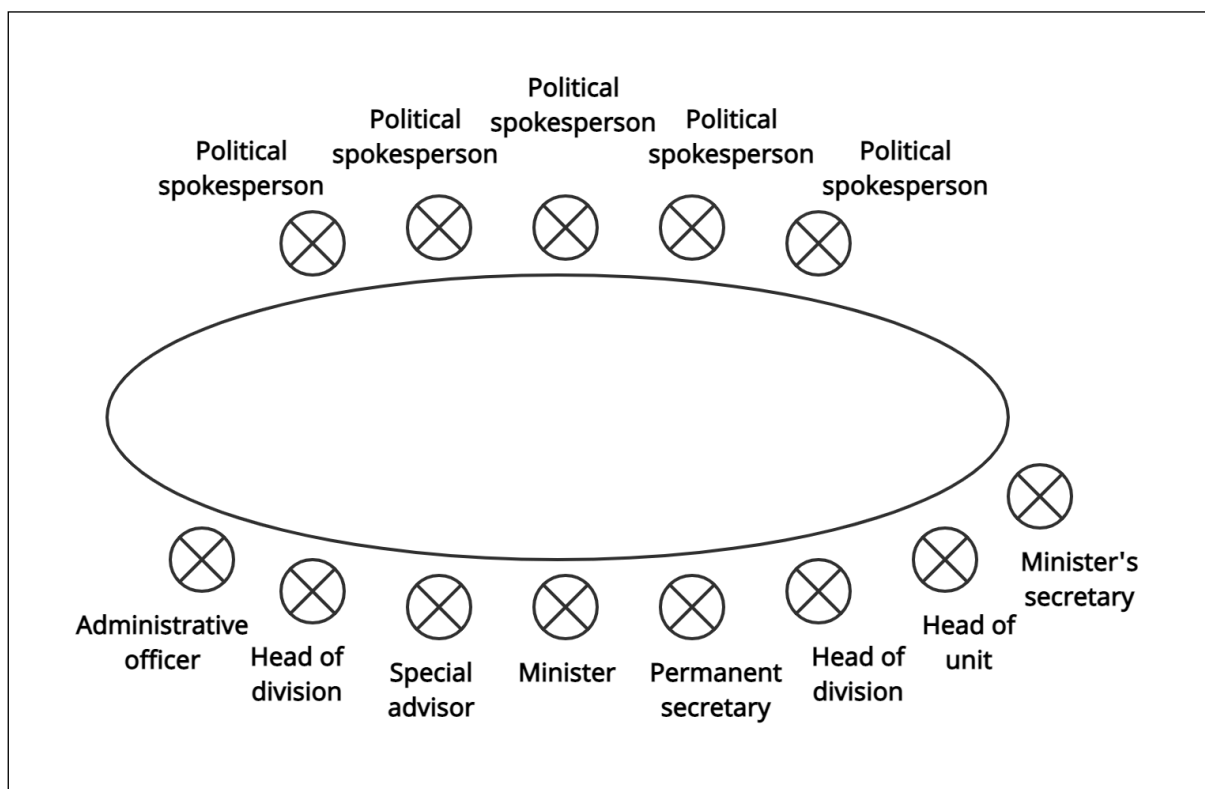 Political
spokesperson
Political
spokesperson
Political
spokesperson
Political
spokesperson
Political
spokesperson
Administrative
officer
Head of
division
Special
advisor
Minister
Permanent
secretary
Head of
division
Head of
unit
Minister's
secretary